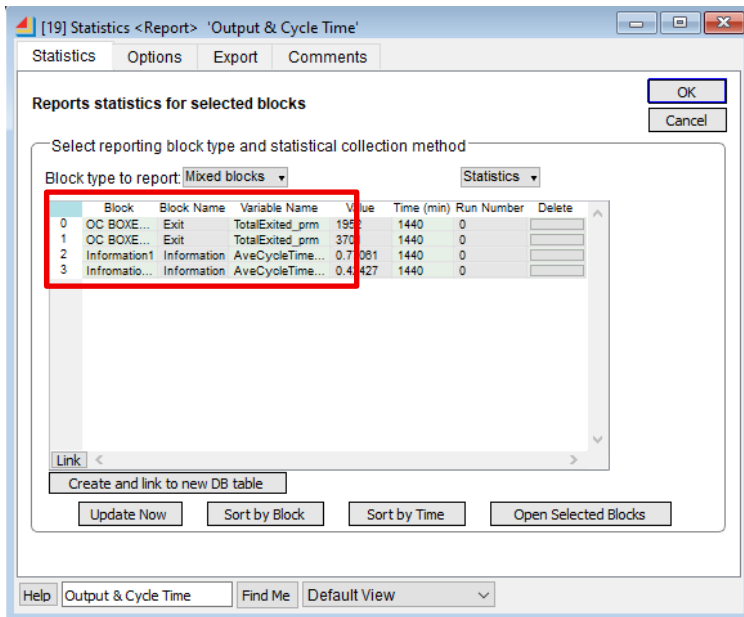 [19] Statistics <Report> 'Output & Cycle Time'
Statistics Options Export Comments
Reports statistics for selected blocks
OK
Cancel
Select reporting block type and statistical collection method
Block type to report: Mixed blocks Statistics
Block Block Name Variable Name Value Time (min) Run Number Delete
0 OC BOXE... Exit TotalExited_prm 1952 1440 0
1 OC BOXE... Exit TotalExited_prm 1440 0
2 Information1 Information AveCycleTime... 1440 0
3 Infromatio... Information AveCycleTime... 1440 0
Link
Create and link to new DB table
Update Now Sort by Block Sort by Time Open Selected Blocks
Help Output & Cycle Time Find Me Default View